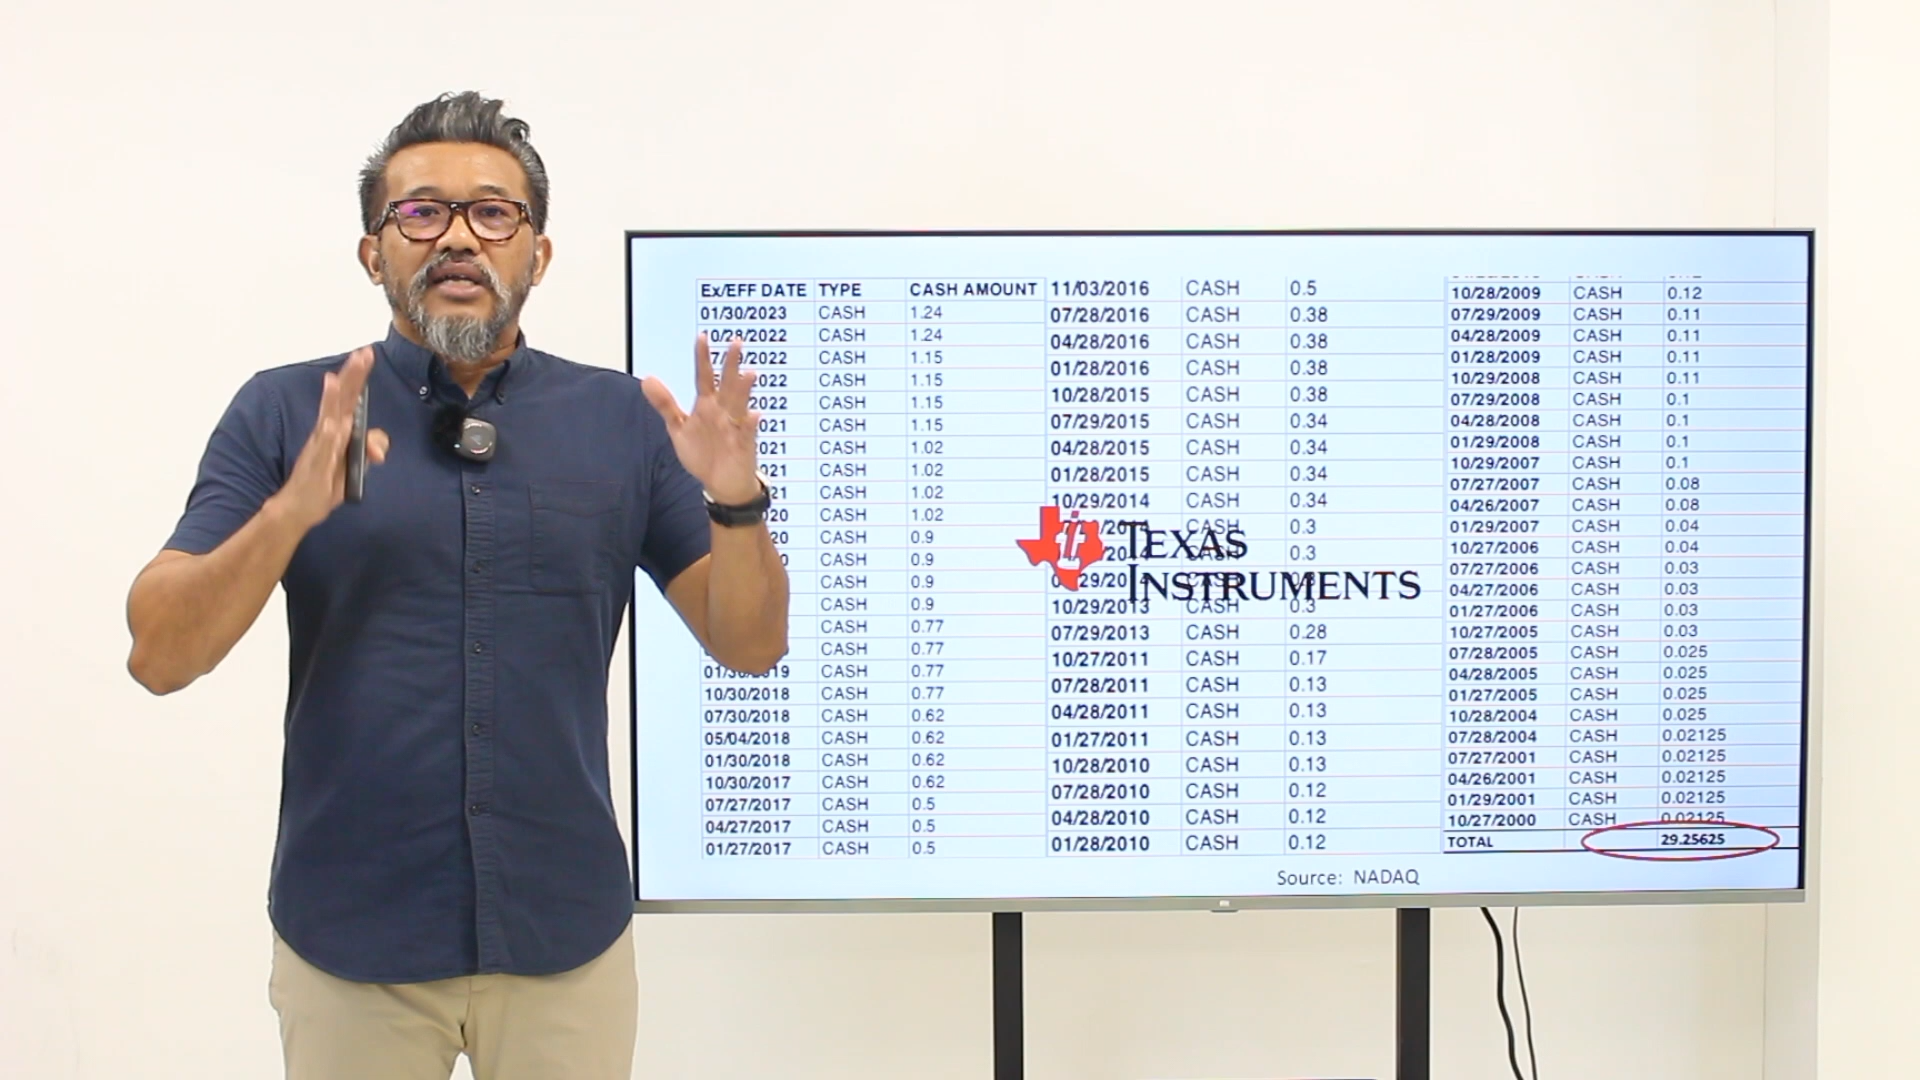 Ex/EFF DATE TYPE CASH AMOUNT
01/30/2023 CASH 1.24
10/28/2022 CASH 1.24
2022 CASH 1.15
2022 CASH 1.15
2022 CASH 1.15
021 CASH 1.15
021 CASH 1.02
021 CASH 1.02
21 CASH 1.02
020 CASH 1.02
20 CASH 0.9
0 CASH 0.9
CASH 0.9
CASH 0.9
CASH 0.77
CASH 0.77
CASH 0.77
10/30/2018 CASH 0.77
07/30/2018 CASH 0.62
05/04/2018 CASH 0.62
01/30/2018 CASH 0.62
10/30/2017 CASH 0.62
07/27/2017 CASH 0.5
04/27/2017 CASH 0.5
01/27/2017 CASH 0.5
11/03/2016 CASH 0.5
07/28/2016 CASH 0.38
04/28/2016 CASH 0.38
01/28/2016 CASH 0.38
10/28/2015 CASH 0.38
07/29/2015 CASH 0.34
04/28/2015 CASH 0.34
01/28/2015 CASH 0.34
10/29/2014 CASH 0.34
CASH 0.3
CASH 0.3
10/29/2013 CASH 0.3
07/29/2013 CASH 0.28
10/27/2011 CASH 0.17
07/28/2011 CASH 0.13
04/28/2011 CASH 0.13
01/27/2011 CASH 0.13
10/28/2010 CASH 0.13
07/28/2010 CASH 0.12
04/28/2010 CASH 0.12
01/28/2010 CASH 0.12
10/28/2009 CASH 0.12
07/29/2009 CASH 0.11
04/28/2009 CASH 0.11
01/28/2009 CASH 0.11
10/29/2008 CASH 0.11
07/29/2008 CASH 0.1
04/28/2008 CASH 0.1
01/29/2008 CASH 0.1
10/29/2007 CASH 0.1
07/27/2007 CASH 0.08
04/26/2007 CASH 0.08
01/29/2007 CASH 0.04
10/27/2006 CASH 0.04
07/27/2006 CASH 0.03
04/27/2006 CASH 0.03
01/27/2006 CASH 0.03
10/27/2005 CASH 0.03
07/28/2005 CASH 0.025
04/28/2005 CASH 0.025
01/27/2005 CASH 0.025
10/28/2004 CASH 0.025
07/28/2004 CASH 0.02125
07/27/2001 CASH 0.02125
04/26/2001 CASH 0.02125
01/29/2001 CASH 0.02125
10/27/2000 CASH 0.02125
TOTAL 29.25625
TEXAS
INSTRUMENTS
Source: NADAQ